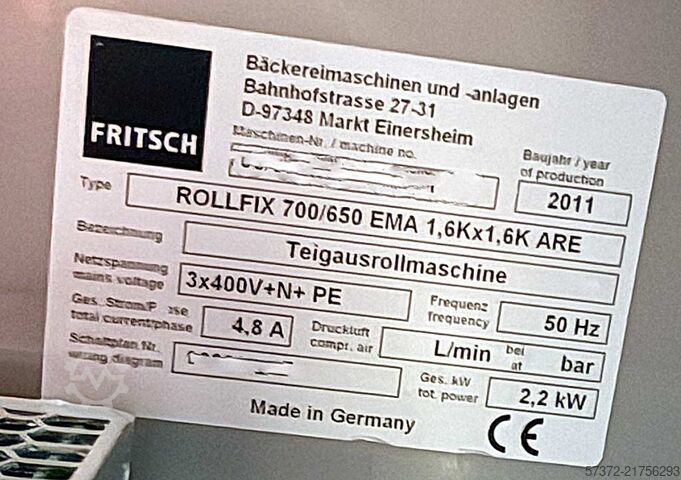 FRITSCH
Bäckereimaschinen und -anlagen
Bahnhofstrasse 27-31
D-97348 Markt Einersheim
Maschinen-Nr. / machine no.
Baujahr / year
of production
2011
Type
ROLLFIX 700/650 EMA 1,6Kx1,6K ARE
Bezeichnung
Teigausrollmaschine
Netzspannung
mains voltage
3x400V+N+ PE
Frequenz
frequency
50 Hz
Ges. Strom/P se
total current/phase
4,8 A
Druckluft
compr. air
L/min
bei
at
bar
Schaltplan Nr.
wiring diagram
Ges. kW
tot. power
2,2 kW
Made in Germany
CE
57372-21756293